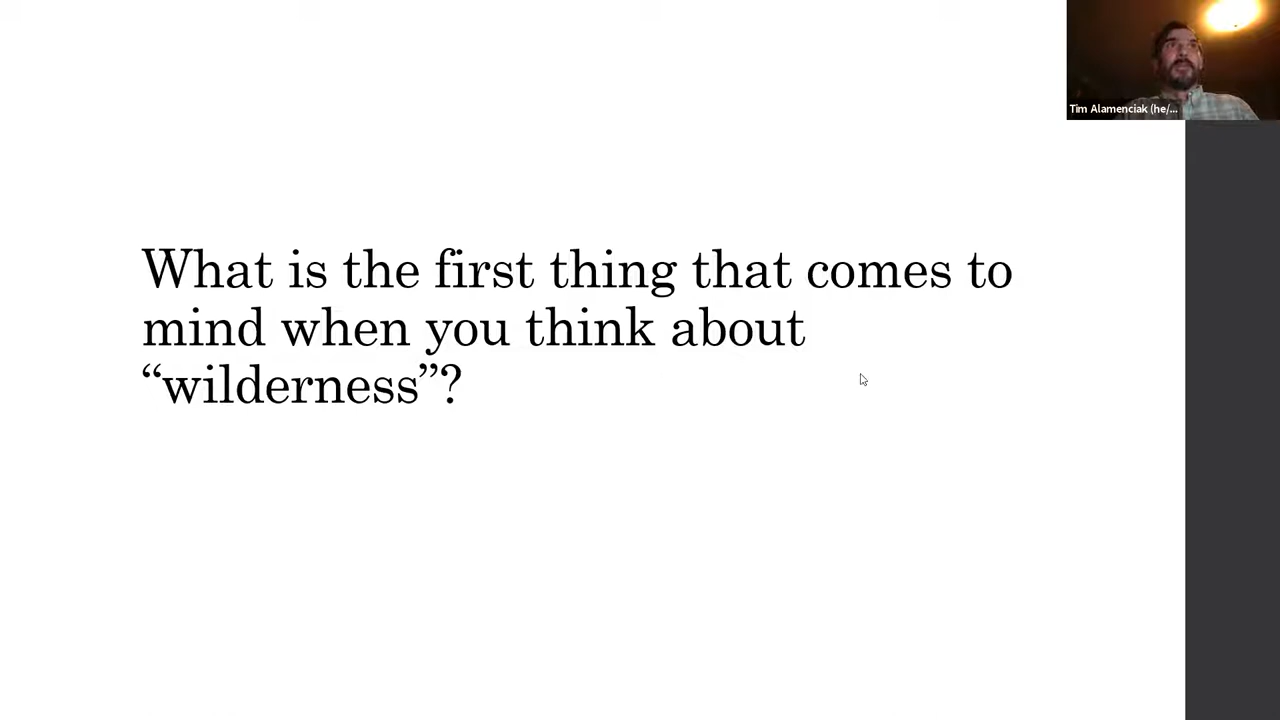 Tim Alamenciak (he/...
What is the first thing that comes to
mind when you think about
“wilderness”?